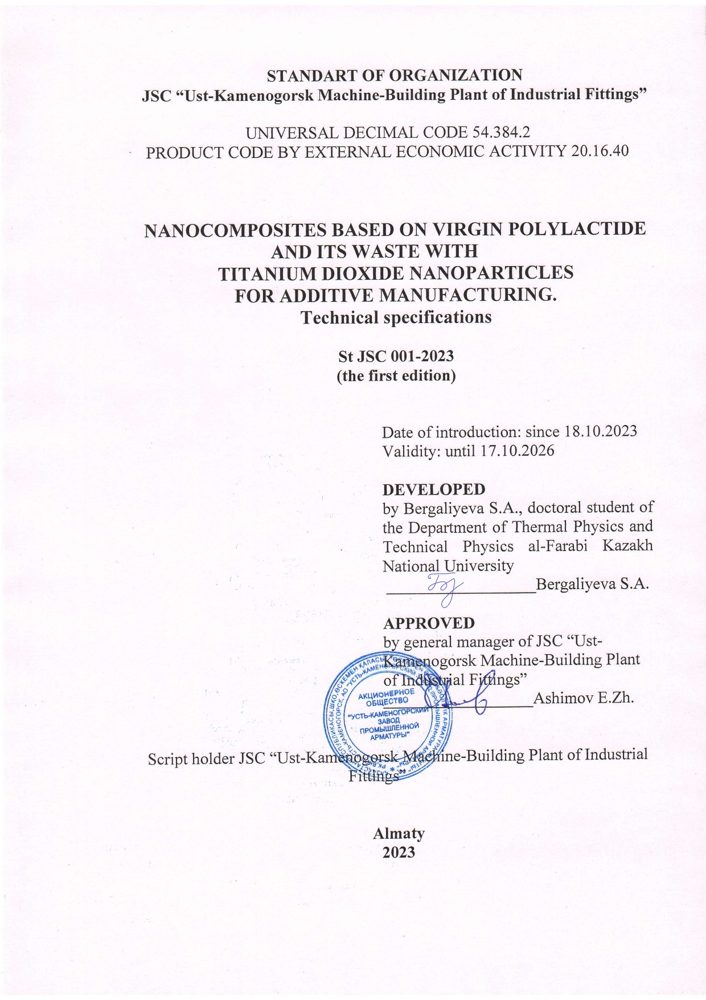 STANDART OF ORGANIZATION
JSC “Ust-Kamenogorsk Machine-Building Plant of Industrial Fittings”
UNIVERSAL DECIMAL CODE 54.384.2
PRODUCT CODE BY EXTERNAL ECONOMIC ACTIVITY 20.16.40
NANOCOMPOSITES BASED ON VIRGIN POLYLACTIDE
AND ITS WASTE WITH
TITANIUM DIOXIDE NANOPARTICLES
FOR ADDITIVE MANUFACTURING.
Technical specifications
St JSC 001-2023
(the first edition)
Date of introduction: since 18.10.2023
Validity: until 17.10.2026
DEVELOPED
by Bergaliyeva S.A., doctoral student of
the Department of Thermal Physics and
Technical Physics al-Farabi Kazakh
National University
Bergaliyeva S.A.
APPROVED
by general manager of JSC “Ust-
Kamenogorsk Machine-Building Plant
of Industrial Fittings”
Ashimov E.Zh.
АКЦИОНЕРНОЕ
ОБЩЕСТВО
"УСТЬ-КАМЕНОГОРСКИЙ
ЗАВОД
ПРОМЫШЛЕННОЙ
АРМАТУРЫ"
Script holder JSC “Ust-Kamenogorsk Machine-Building Plant of Industrial
Fittings”
Almaty
2023